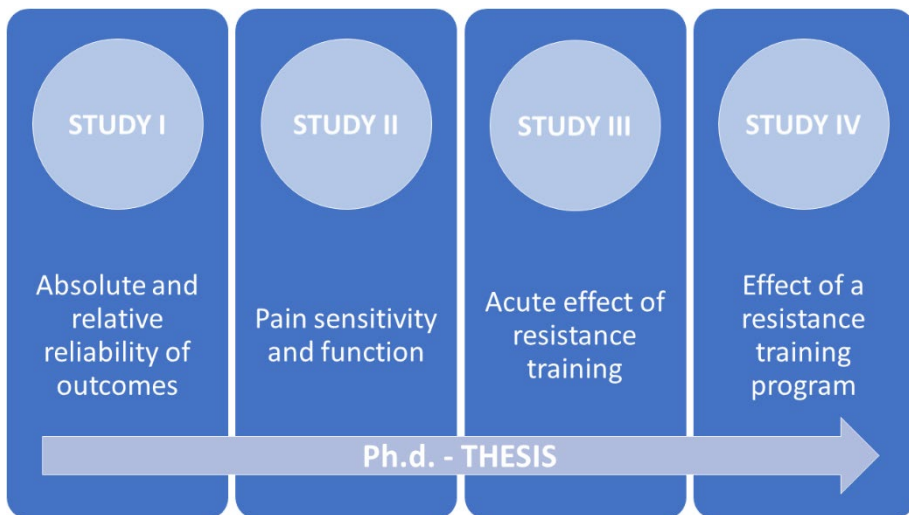 STUDY I
Absolute and
relative
reliability of
outcomes
STUDY II
Pain sensitivity
and function
STUDY III
Acute effect of
resistance
training
STUDY IV
Effect of a
resistance
training
program
Ph.d. - THESIS